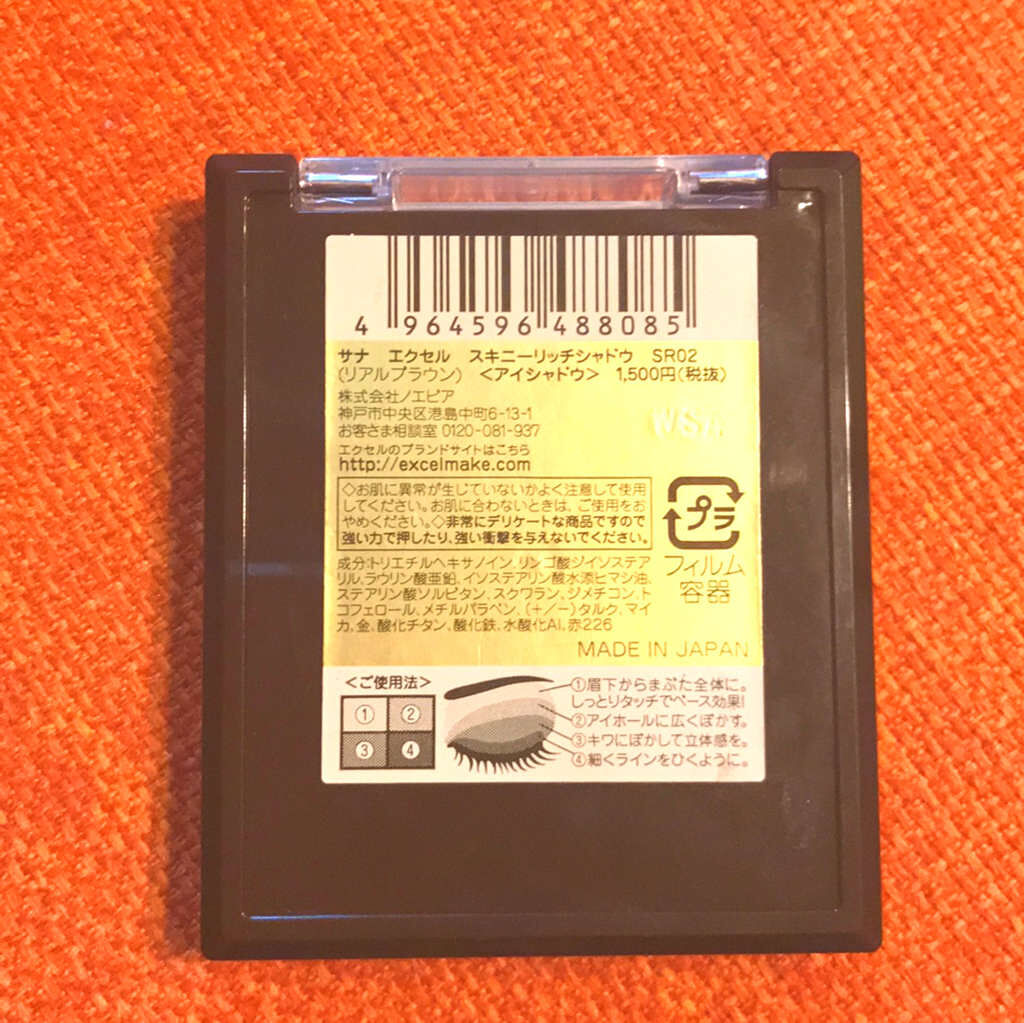 4 964596 488085
サナ エクセル スキニーリッチシャドウ SR02
(リアルブラウン) <アイシャドウ> 1,500円(税抜)
株式会社ノエビア
神戸市中央区港島中町6-13-1
お客さま相談室 0120-081-937
エクセルのブランドサイトはこちら
http://excelmake.com
◇お肌に異常が生じていないかよく注意して使用
してください。お肌に合わないときは、ご使用をお
やめください。◇非常にデリケートな商品ですので
強い力で押したり、強い衝撃を与えないでください。
プラ
フィルム
容器
成分:トリエチルヘキサノイン、リンゴ酸ジイソステア
リル、ラウリン酸亜鉛、イソステアリン酸水添ヒマシ油、
ステアリン酸ソルビタン、スクワラン、ジメチコン、ト
コフェロール、メチルパラベン、(+/-)タルク、マイ
カ、金、酸化チタン、酸化鉄、水酸化Al、赤226
MADE IN JAPAN
<ご使用法>
① ②
③ ④
①眉下からまぶた全体に。
しっとりタッチでベース効果!
②アイホールに広くぼかす。
③キワにぼかして立体感を。
④細くラインをひくように。